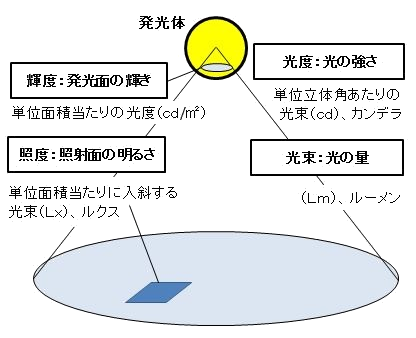 発光体
輝度：発光面の輝き
単位面積当たりの光度（cd/㎡）
光度：光の強さ
単位立体角あたりの
光束（cd）、カンデラ
照度：照射面の明るさ
単位面積当たりに入斜する
光束（Lx）、ルクス
光束：光の量
（Lm）、ルーメン